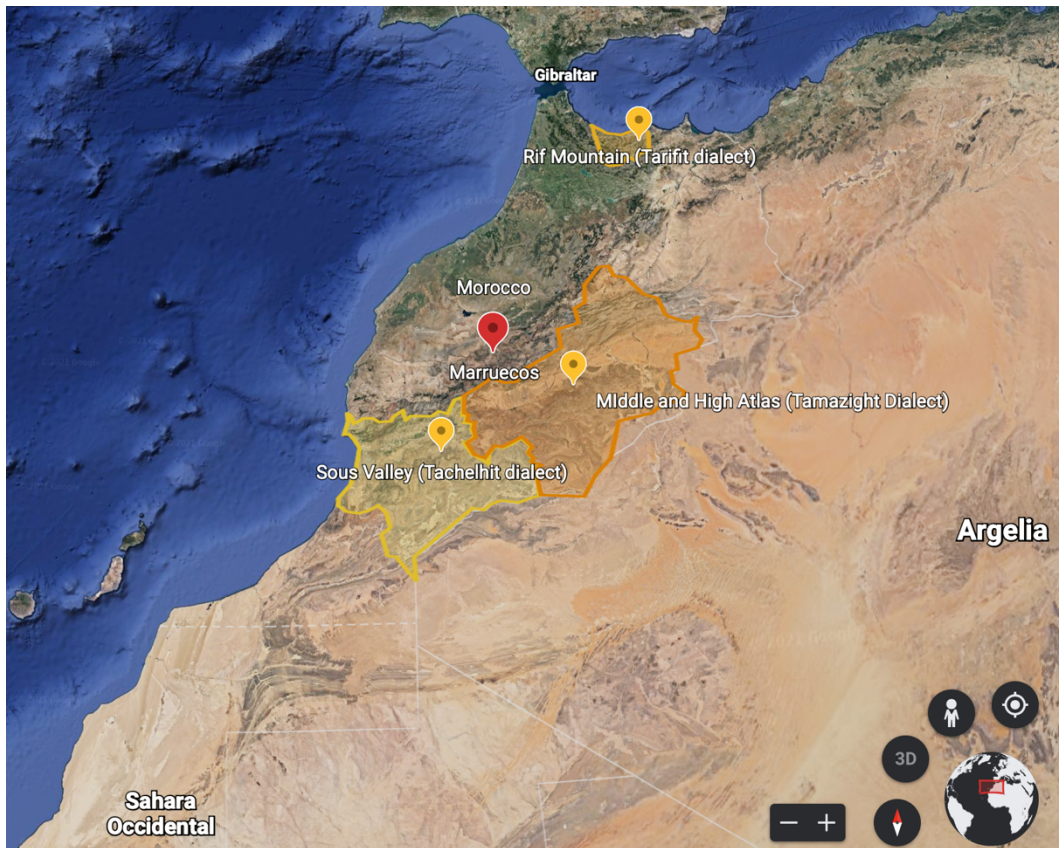 Gibraltar
Rif Mountain (Tarifit dialect)
Morocco
Marruecos
MIddle and High Atlas (Tamazight Dialect)
Sous Valley (Tachelhit dialect)
Argelia
3D
Sahara
Occidental